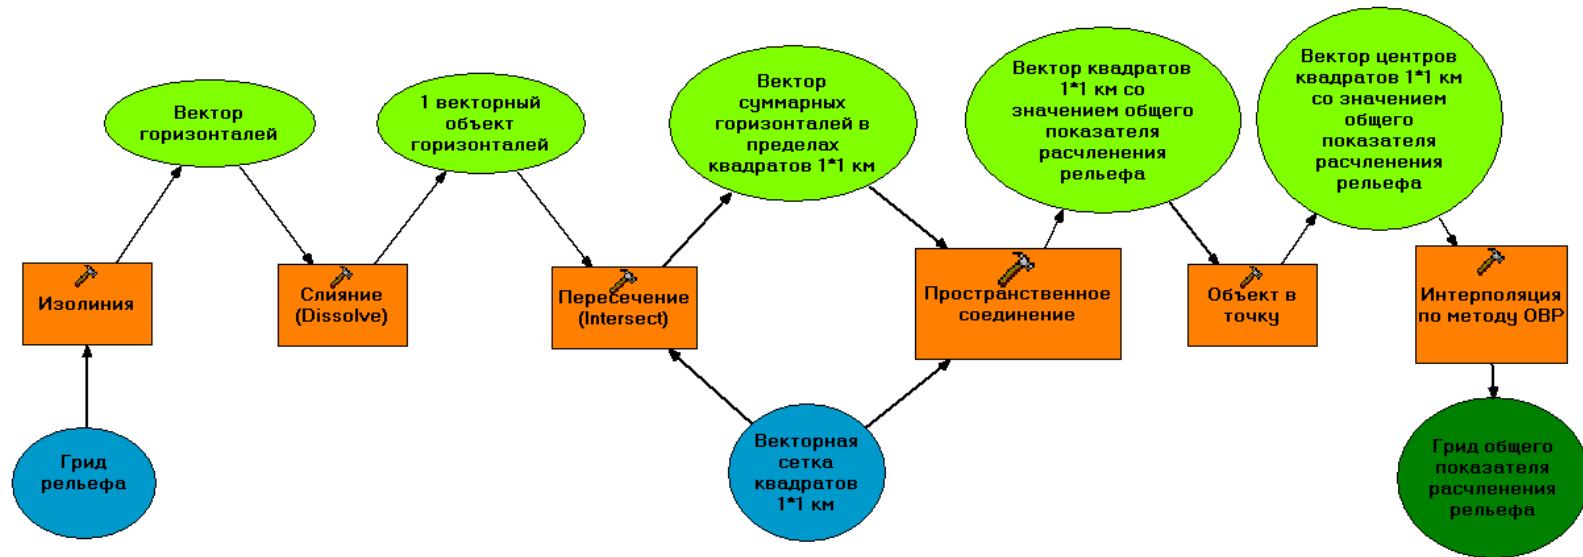 Вектор
горизонталей
1 векторный
объект
горизонталей
Вектор
суммарных
горизонталей в
пределах
квадратов 1*1 км
Вектор квадратов
1*1 км со
значением общего
показателя
расчленения
рельефа
Вектор центров
квадратов 1*1 км
со значением
общего
показателя
расчленения
рельефа
Изолиния
Слияние
(Dissolve)
Пересечение
(Intersect)
Пространственное
соединение
Объект в
точку
Интерполяция
по методу ОВР
Грид
рельефа
Векторная
сетка
квадратов
1*1 км
Грид общего
показателя
расчленения
рельефа